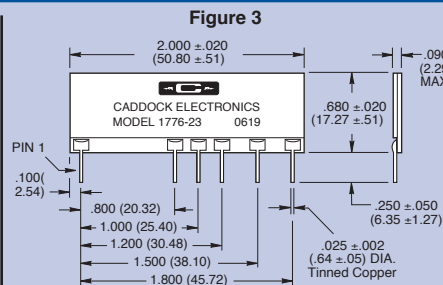 Figure 3
2.000 ±.020
(50.80 ±.51)
.090
(2.29
MAX
C
CADDOCK ELECTRONICS
MODEL 1776-23 0619
.680 ±.020
(17.27 ±.51)
PIN 1
.100(
2.54)
.800 (20.32)
1.000 (25.40)
1.200 (30.48)
1.500 (38.10)
1.800 (45.72)
.250 ±.050
(6.35 ±1.27)
.025 ±.002
(.64 ±.05) DIA.
Tinned Copper